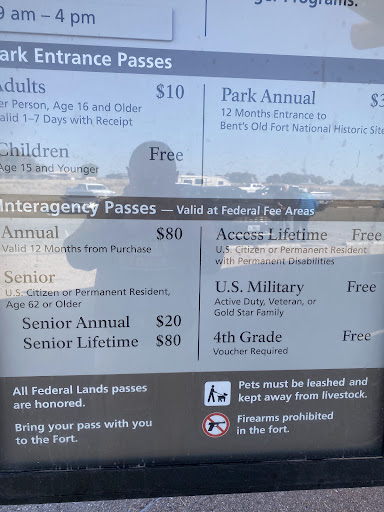 9 am – 4 pm
Programs.
ark Entrance Passes
Adults $10
er Person, Age 16 and Older
alid 1–7 Days with Receipt
Children Free
Age 15 and Younger
Park Annual $3
12 Months Entrance to
Bent's Old Fort National Historic Site
Interagency Passes — Valid at Federal Fee Areas
Annual $80
Valid 12 Months from Purchase
Senior
U.S. Citizen or Permanent Resident,
Age 62 or Older
Senior Annual $20
Senior Lifetime $80
Access Lifetime Free
U.S. Citizen or Permanent Resident
with Permanent Disabilities
U.S. Military Free
Active Duty, Veteran, or
Gold Star Family
4th Grade Free
Voucher Required
All Federal Lands passes
are honored.
Bring your pass with you
to the Fort.
Pets must be leashed and
kept away from livestock.
Firearms prohibited
in the fort.